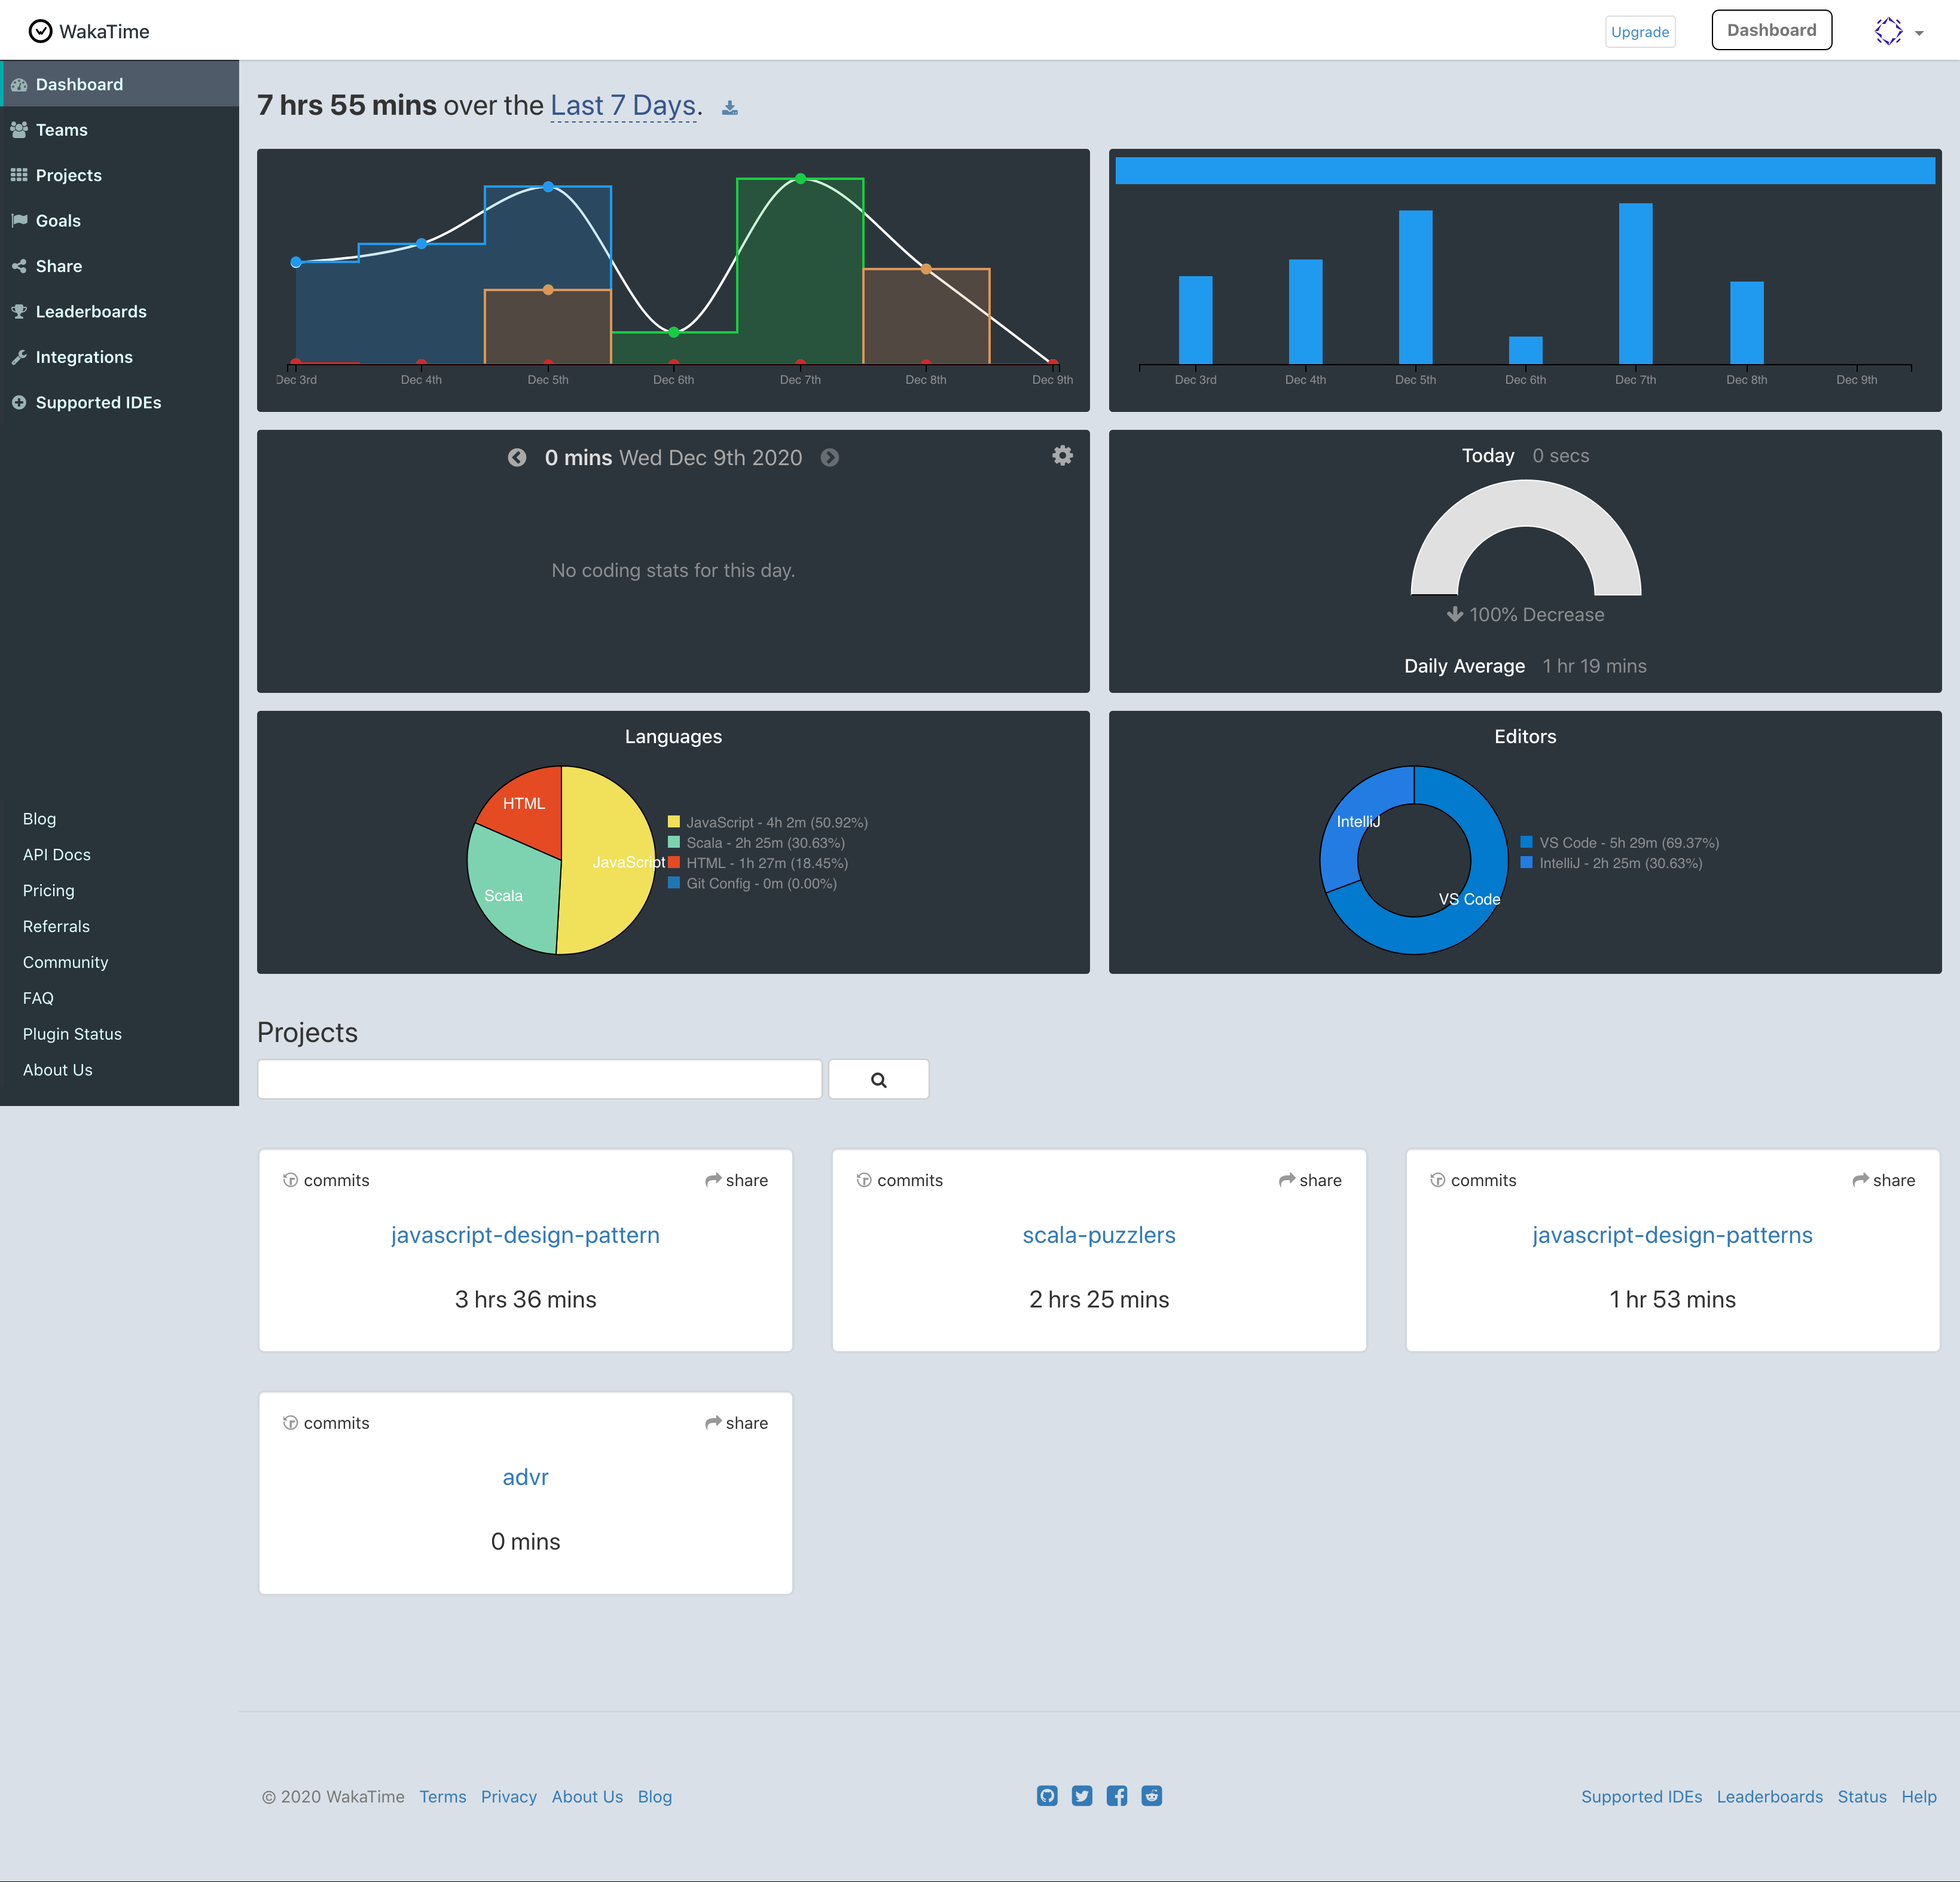 WakaTime
Upgrade
Dashboard
Dashboard
Teams
Projects
Goals
Share
Leaderboards
Integrations
Supported IDEs
Blog
API Docs
Pricing
Referrals
Community
FAQ
Plugin Status
About Us
7 hrs 55 mins over the Last 7 Days.
Dec 3rd Dec 4th Dec 5th Dec 6th Dec 7th Dec 8th Dec 9th
Dec 3rd Dec 4th Dec 5th Dec 6th Dec 7th Dec 8th Dec 9th
0 mins Wed Dec 9th 2020
No coding stats for this day.
Today 0 secs
100% Decrease
Daily Average 1 hr 19 mins
Languages
HTML
JavaScript
Scala
JavaScript - 4h 2m (50.92%)
Scala - 2h 25m (30.63%)
HTML - 1h 27m (18.45%)
Git Config - 0m (0.00%)
Editors
IntelliJ
VS Code
VS Code - 5h 29m (69.37%)
IntelliJ - 2h 25m (30.63%)
Projects
commits share
javascript-design-pattern
3 hrs 36 mins
commits share
scala-puzzlers
2 hrs 25 mins
commits share
javascript-design-patterns
1 hr 53 mins
commits share
advr
0 mins
© 2020 WakaTime Terms Privacy About Us Blog
Supported IDEs Leaderboards Status Help